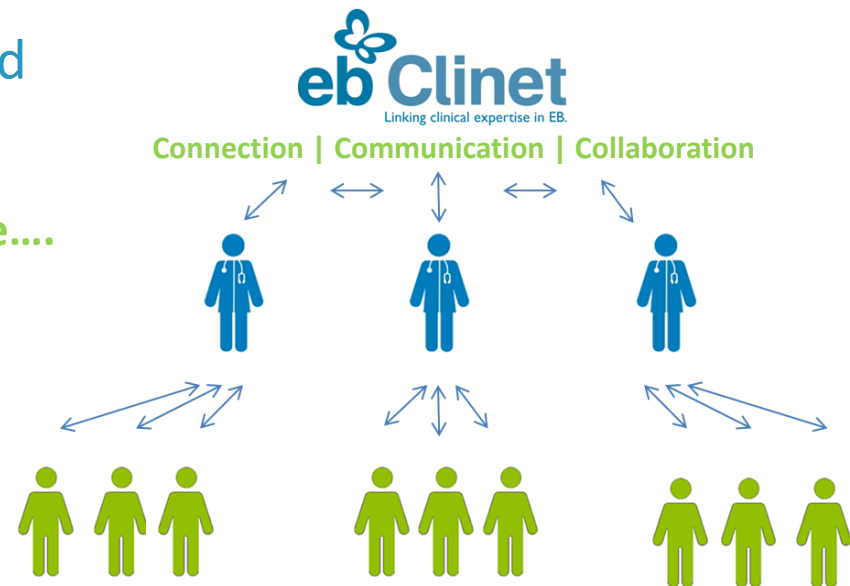 d
eb Clinet
Linking clinical expertise in EB.
Connection | Communication | Collaboration
e....